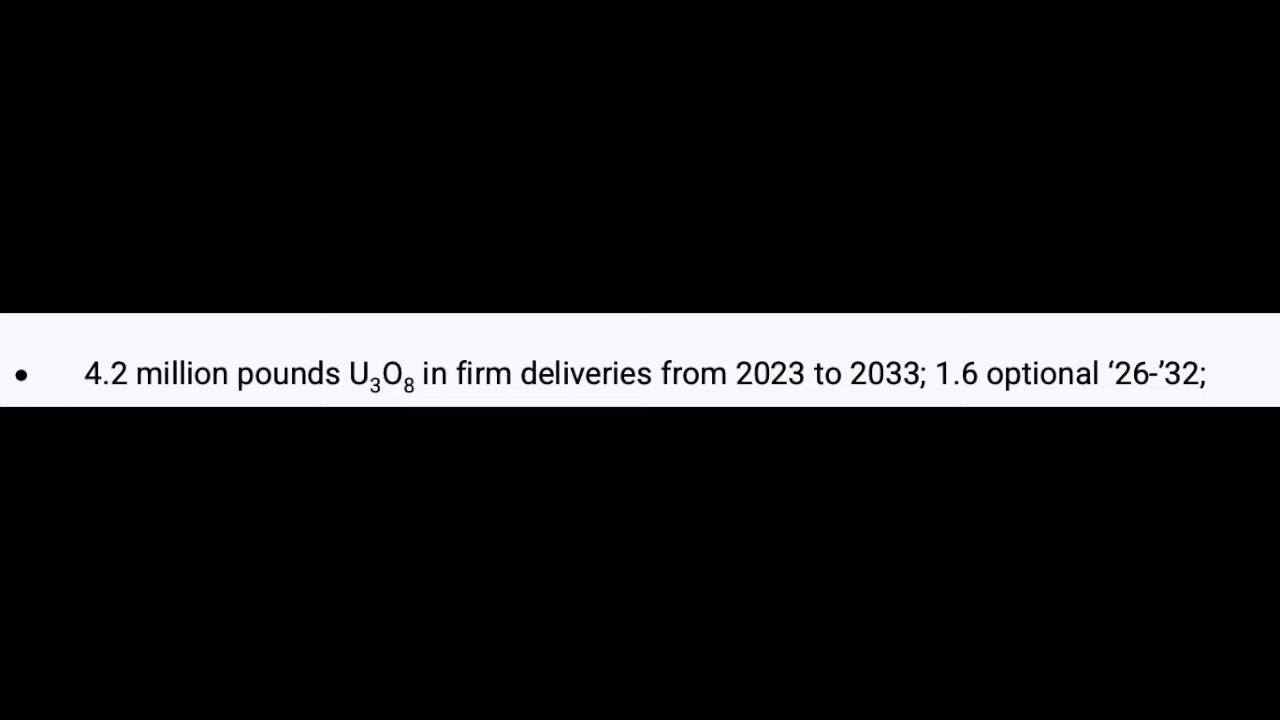 • 4.2 million pounds U₃O₈ in firm deliveries from 2023 to 2033; 1.6 optional ‘26-’32;